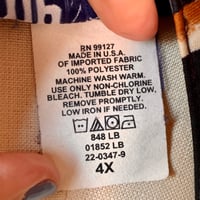 RN 99127
MADE IN U.S.A.
OF IMPORTED FABRIC
100% POLYESTER
MACHINE WASH WARM.
USE ONLY NON-CHLORINE
BLEACH. TUMBLE DRY LOW,
REMOVE PROMPTLY.
LOW IRON IF NEEDED.
848 LB
01852 LB
22-0347-9
4X